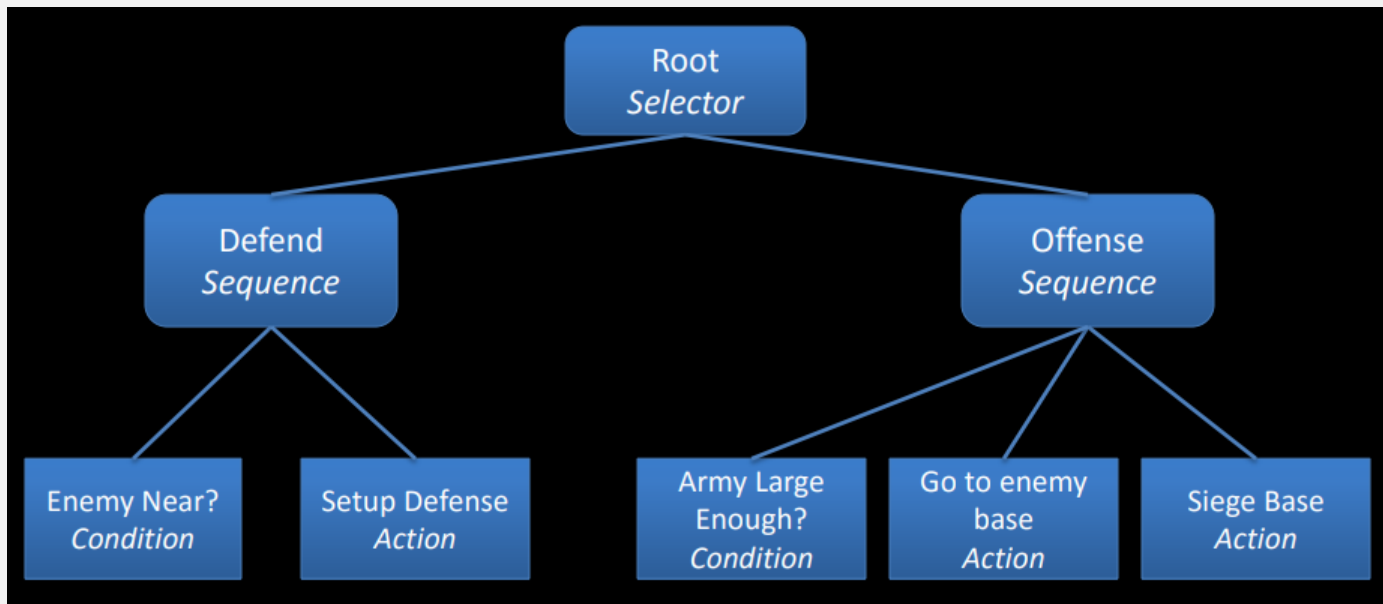 Root
Selector
Defend
Sequence
Offense
Sequence
Enemy Near?
Condition
Setup Defense
Action
Army Large
Enough?
Condition
Go to enemy
base
Action
Siege Base
Action